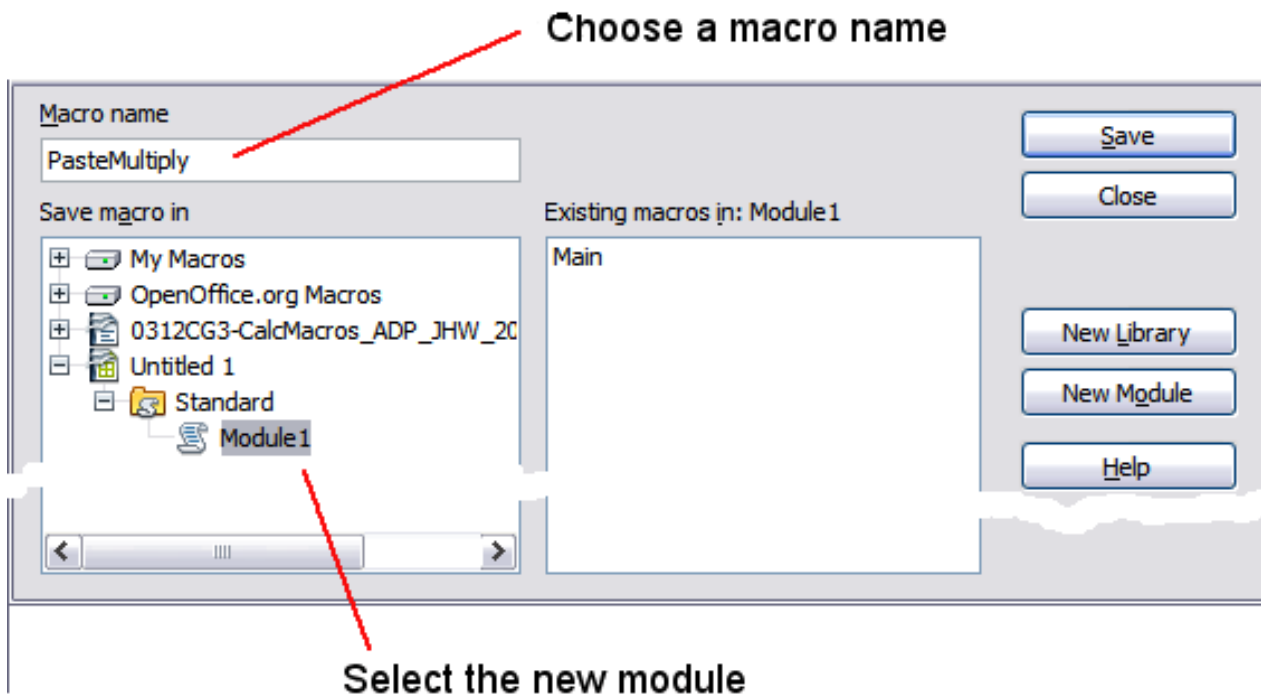 Choose a macro name
Macro name
PasteMultiply
Save
Close
Save macro in
Existing macros in: Module1
My Macros
OpenOffice.org Macros
0312CG3-CalcMacros_ADP_JHW_20
Untitled 1
Standard
Module1
Main
New Library
New Module
Help
Select the new module